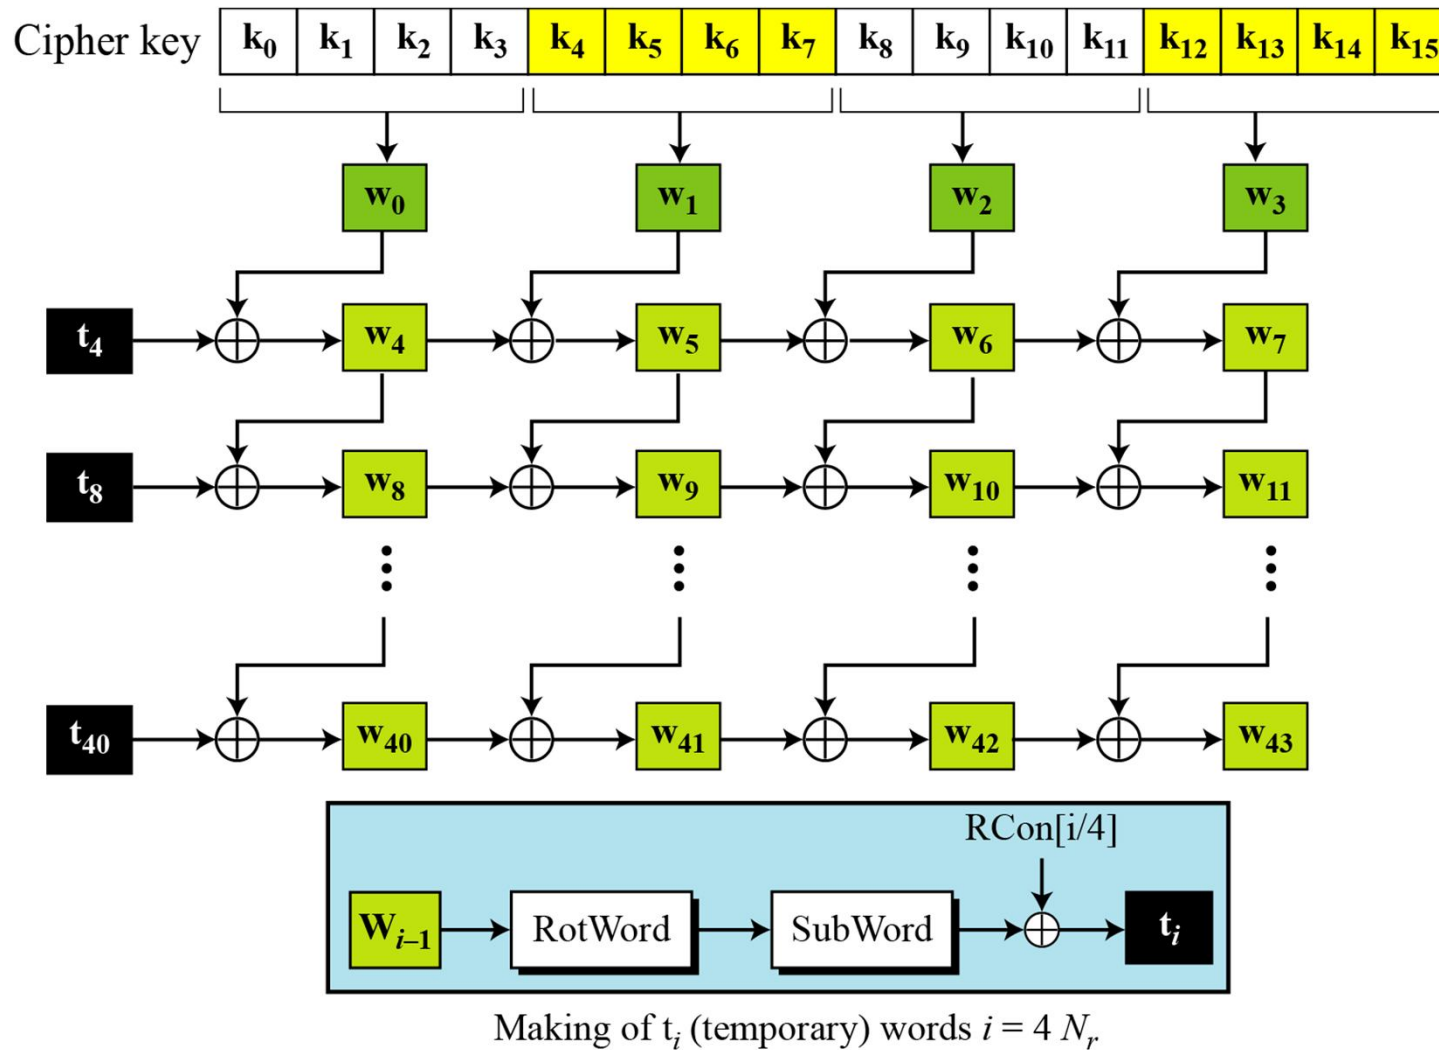 Cipher key k₀ k₁ k₂ k₃ k₄ k₅ k₆ k₇ k₈ k₉ k₁₀ k₁₁ k₁₂ k₁₃ k₁₄ k₁₅
w₀ w₁ w₂ w₃
t₄ w₄ w₅ w₆ w₇
t₈ w₈ w₉ w₁₀ w₁₁
t₄₀ w₄₀ w₄₁ w₄₂ w₄₃
RCon[i/4]
Wᵢ₋₁ RotWord SubWord tᵢ
Making of tᵢ (temporary) words i = 4 Nᵣ